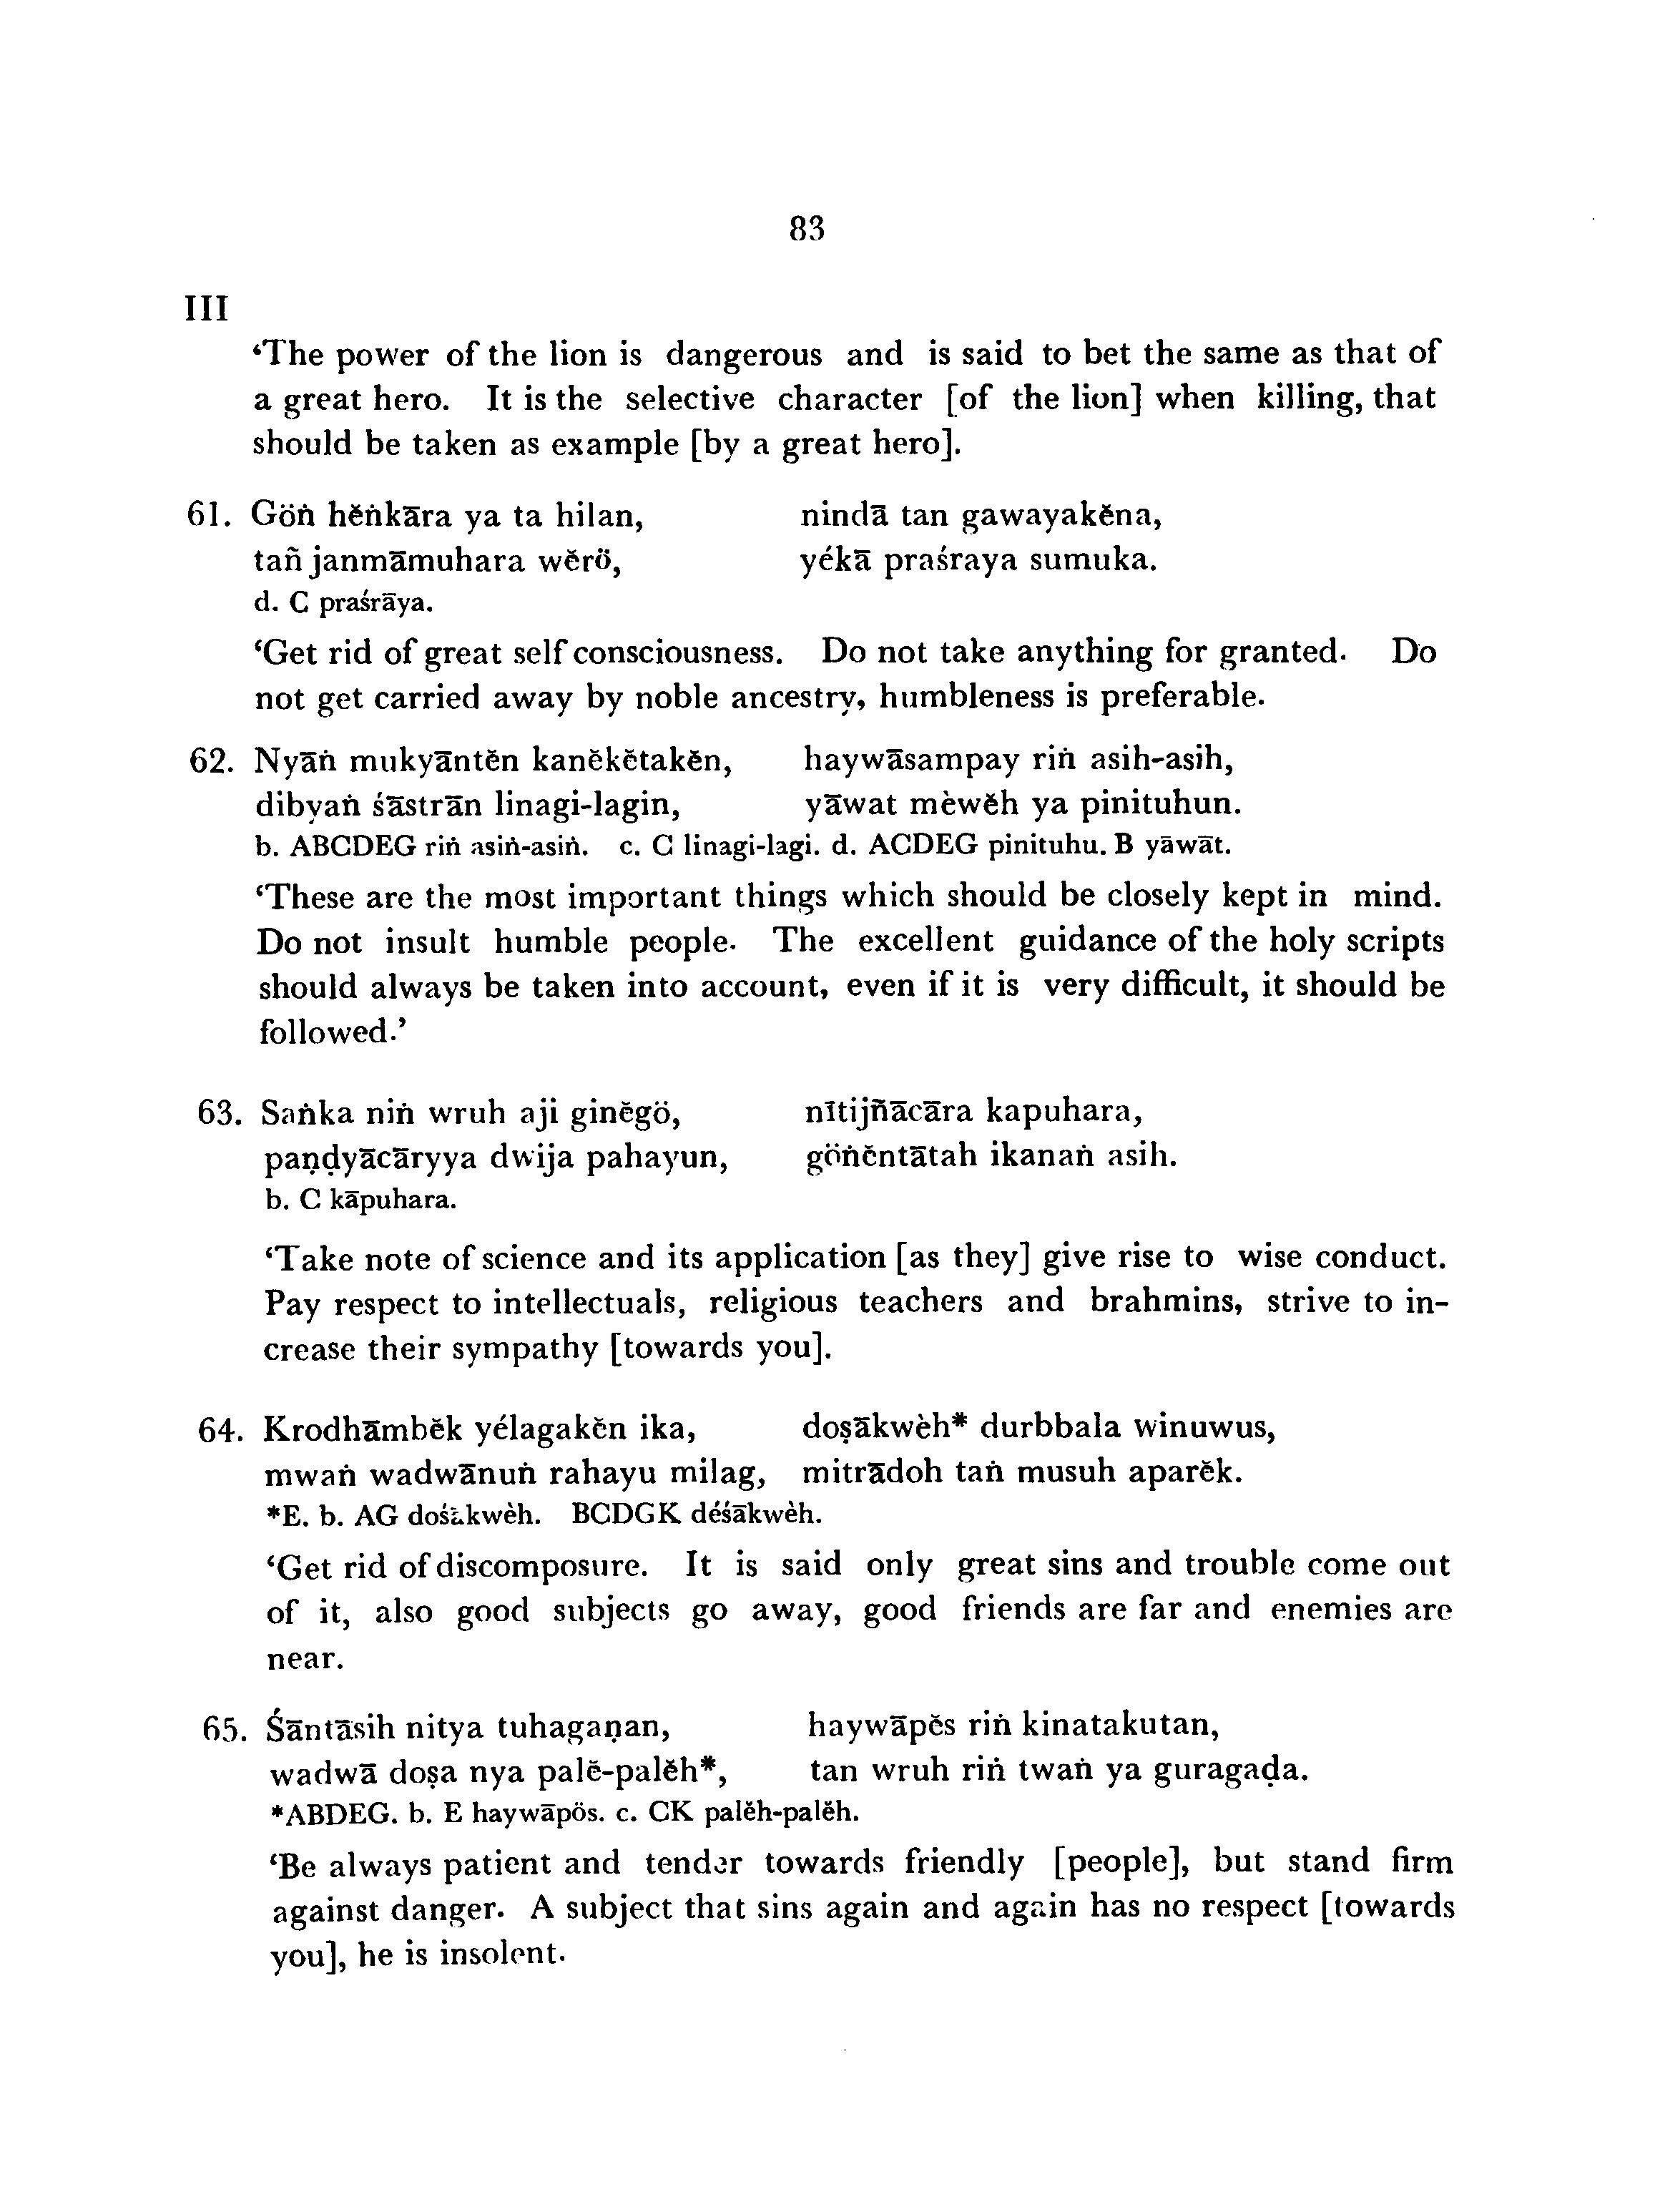 83
III
‘The power of the lion is dangerous and is said to bet the same as that of
a great hero. It is the selective character [of the lion] when killing, that
should be taken as example [by a great hero].
61. Göṅ hĕṅkāra ya ta hilan, nindā tan gawayakĕna,
tañ janmāmuhara wĕrö, yékā praśraya sumuka.
d. C praśrāya.
‘Get rid of great self consciousness. Do not take anything for granted. Do
not get carried away by noble ancestry, humbleness is preferable.
62. Nyāṅ mukyāntĕn kanĕkĕtakĕn, haywāsampay riṅ asih-asih,
dibyaṅ śāstrān linagi-lagin, yāwat mèwĕh ya pinituhun.
b. ABCDEG riṅ asiṅ-asiṅ. c. C linagi-lagi. d. ACDEG pinituhu. B yāwāt.
‘These are the most important things which should be closely kept in mind.
Do not insult humble people. The excellent guidance of the holy scripts
should always be taken into account, even if it is very difficult, it should be
followed.’
63. Saṅka niṅ wruh aji ginĕgö, nītijñācāra kapuhara,
paṇḍyācāryya dwija pahayun, göṅĕntātah ikanaṅ asih.
b. C kāpuhara.
‘Take note of science and its application [as they] give rise to wise conduct.
Pay respect to intellectuals, religious teachers and brahmins, strive to in-
crease their sympathy [towards you].
64. Krodhāmbĕk yélagakĕn ika, doṣākwèh* durbbala winuwus,
mwaṅ wadwānuṅ rahayu milag, mitrādoh taṅ musuh aparĕk.
*E. b. AG dośākwèh. BCDGK déśākwèh.
‘Get rid of discomposure. It is said only great sins and trouble come out
of it, also good subjects go away, good friends are far and enemies are
near.
65. Śāntāsih nitya tuhagaṇan, haywāpĕs riṅ kinatakutan,
wadwā doṣa nya palĕ-palĕh*, tan wruh riṅ twaṅ ya guragaḍa.
*ABDEG. b. E haywāpös. c. CK palĕh-palĕh.
‘Be always patient and tender towards friendly [people], but stand firm
against danger. A subject that sins again and again has no respect [towards
you], he is insolent.